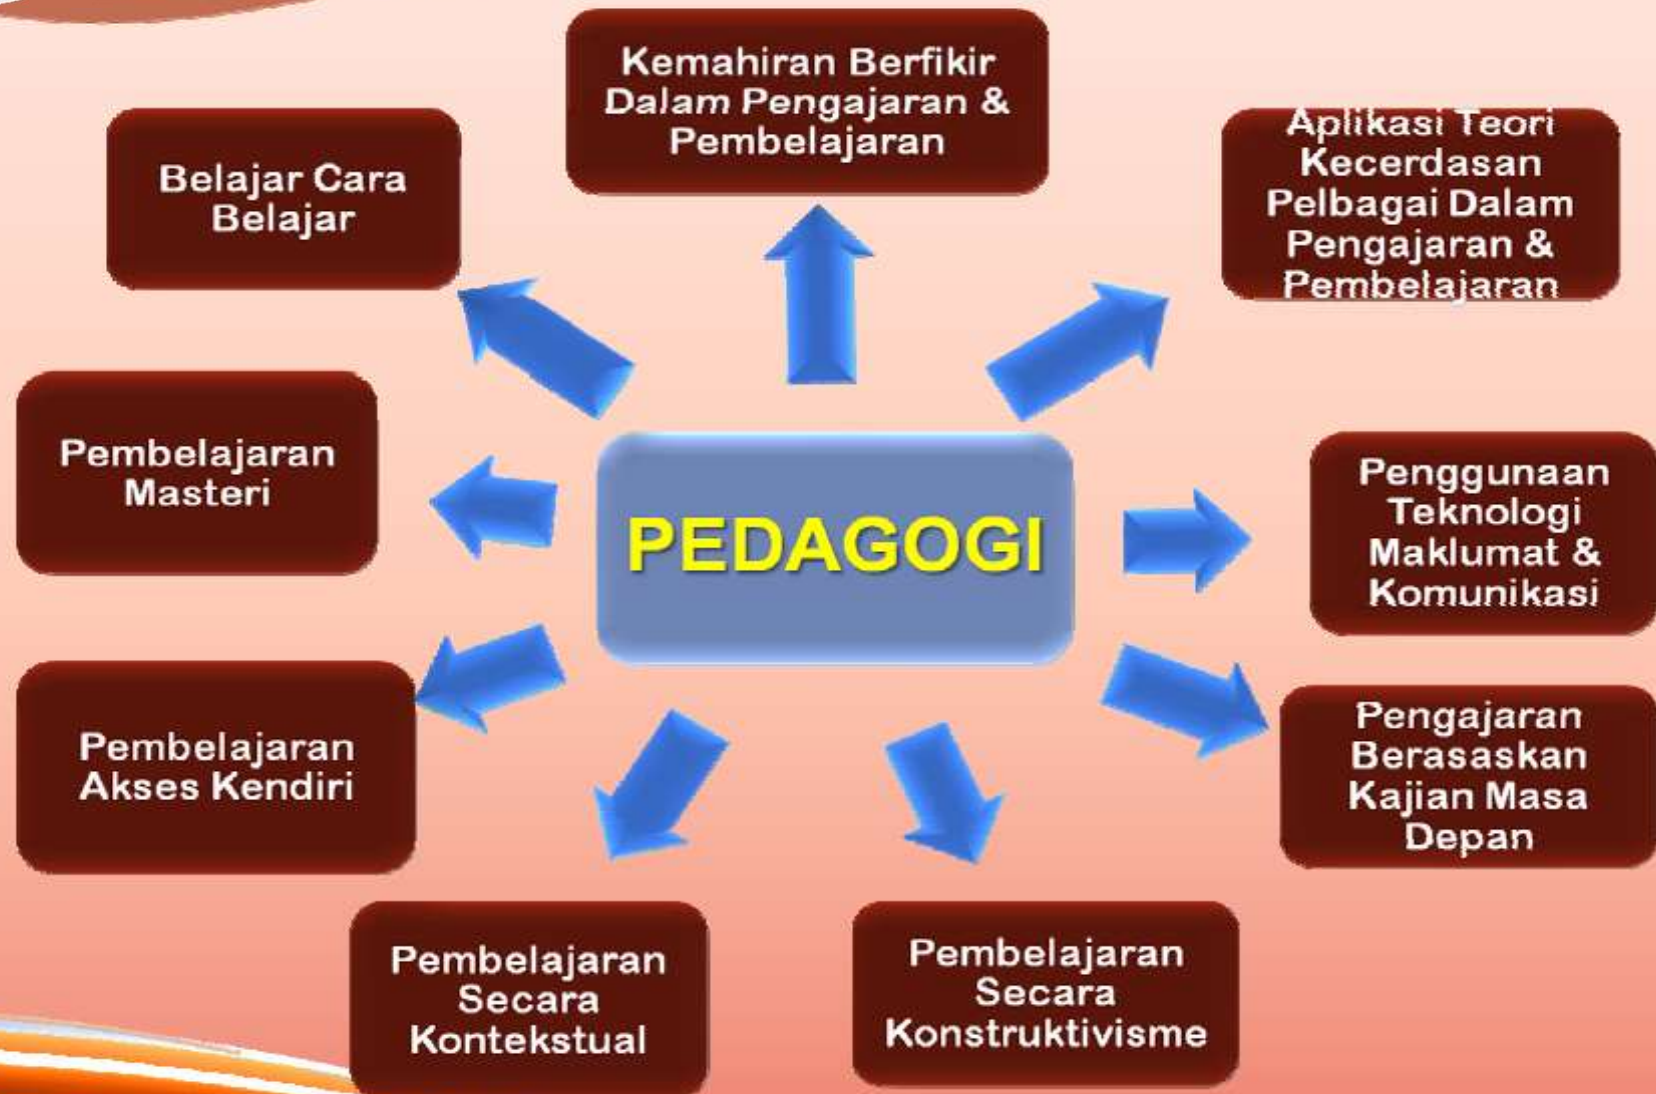 Kemahiran Berfikir
Dalam Pengajaran &
Pembelajaran
Belajar Cara
Belajar
Aplikasi Teori
Kecerdasan
Pelbagai Dalam
Pengajaran &
Pembelajaran
Pembelajaran
Masteri
PEDAGOGI
Penggunaan
Teknologi
Maklumat &
Komunikasi
Pembelajaran
Akses Kendiri
Pengajaran
Berasaskan
Kajian Masa
Depan
Pembelajaran
Secara
Kontekstual
Pembelajaran
Secara
Konstruktivisme